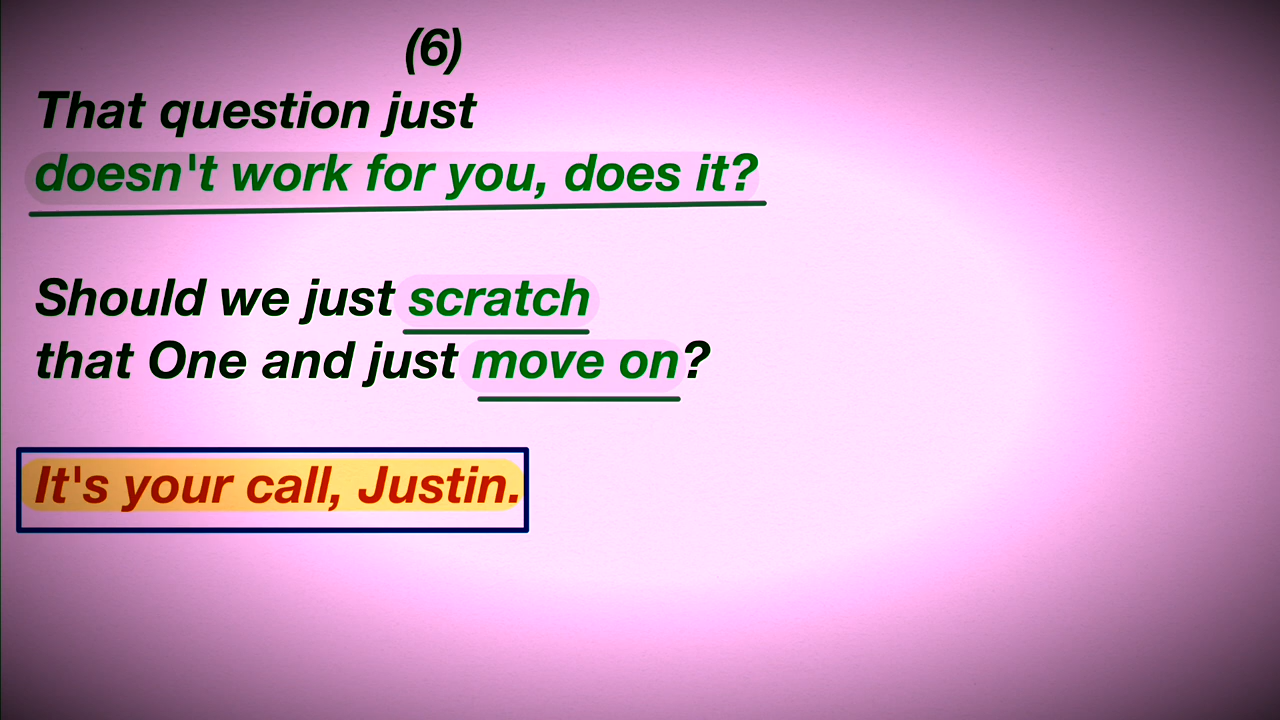 (6)
That question just
doesn't work for you, does it?
Should we just scratch
that One and just move on?
It's your call, Justin.